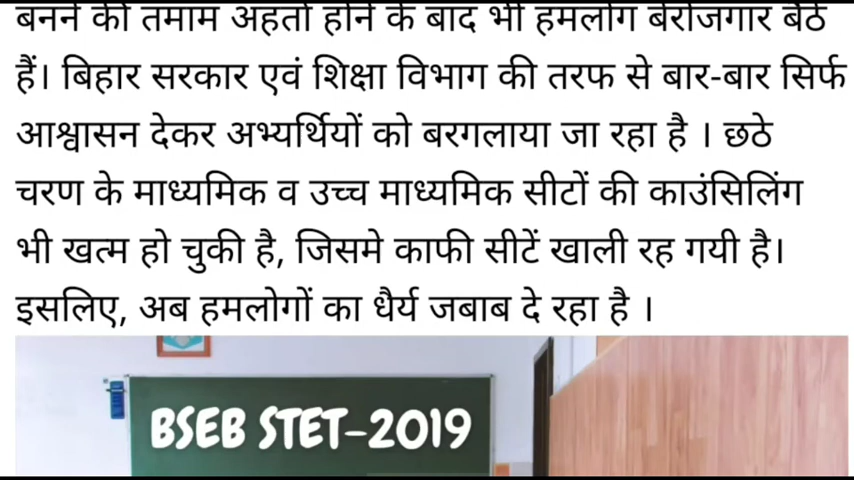 बनने की तमाम अर्हता होने के बाद भी हमलोग बेरोजगार बैठे
हैं। बिहार सरकार एवं शिक्षा विभाग की तरफ से बार-बार सिर्फ
आश्वासन देकर अभ्यर्थियों को बरगलाया जा रहा है । छठे
चरण के माध्यमिक व उच्च माध्यमिक सीटों की काउंसिलिंग
भी खत्म हो चुकी है, जिसमे काफी सीटें खाली रह गयी है।
इसलिए, अब हमलोगों का धैर्य जबाब दे रहा है ।
BSEB STET-2019